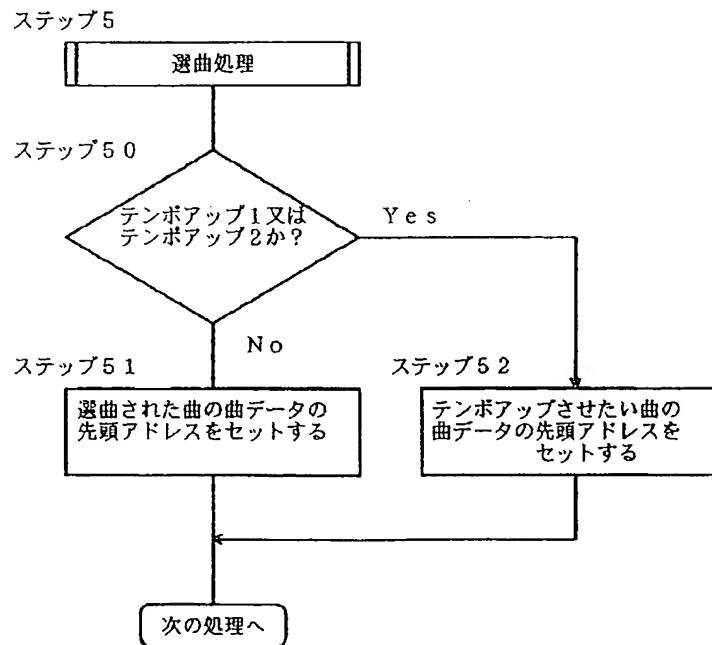 ステップ５
選曲処理
ステップ５０
テンポアップ１又は
テンポアップ２か？
Ｙｅｓ
Ｎｏ
ステップ５１
選曲された曲の曲データの
先頭アドレスをセットする
ステップ５２
テンポアップさせたい曲の
曲データの先頭アドレスを
セットする
次の処理へ